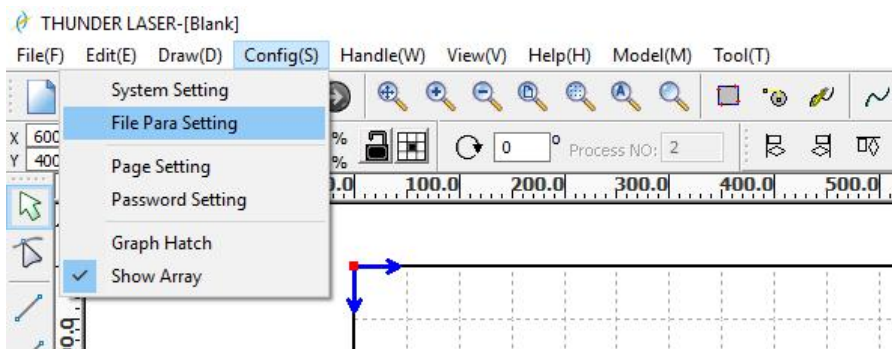 THUNDER LASER-[Blank]
File(F) Edit(E) Draw(D) Config(S) Handle(W) View(V) Help(H) Model(M) Tool(T)
System Setting
File Para Setting
X 600 % 0 ° Process NO: 2
Y 400 %
Page Setting
Password Setting
0.0 100.0 200.0 300.0 400.0 500.0
Graph Hatch
Show Array
0.0